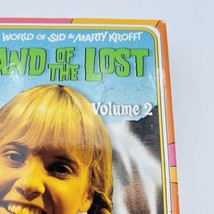 WORLD OF SID & MARTY KROFFT
AND OF
THE LOST
Volume 2